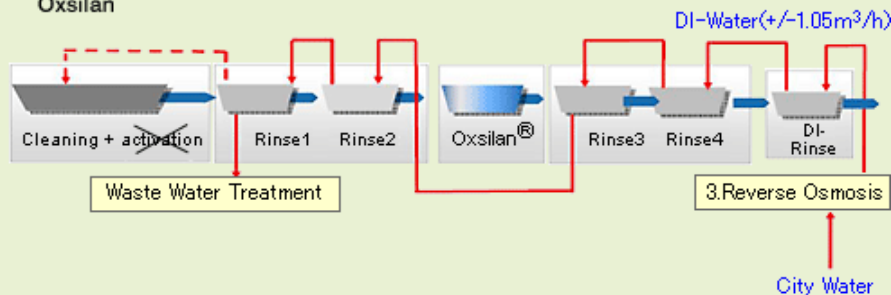 Oxsilan
DI-Water(+/-1.05m³/h)
Cleaning + activation
Rinse1
Rinse2
Oxsilan®
Rinse3
Rinse4
DI-
Rinse
Waste Water Treatment
3.Reverse Osmosis
City Water